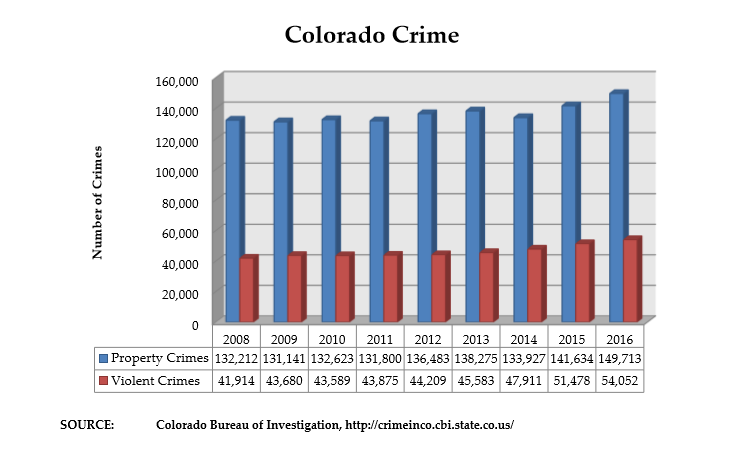 Colorado Crime
160,000
140,000
120,000
100,000
80,000
60,000
40,000
20,000
0
Number of Crimes
2008 2009 2010 2011 2012 2013 2014 2015 2016
Property Crimes 132,212 131,141 132,623 131,800 136,483 138,275 133,927 141,634 149,713
Violent Crimes 41,914 43,680 43,589 43,875 44,209 45,583 47,911 51,478 54,052
SOURCE: Colorado Bureau of Investigation, http://crimeinco.cbi.state.co.us/